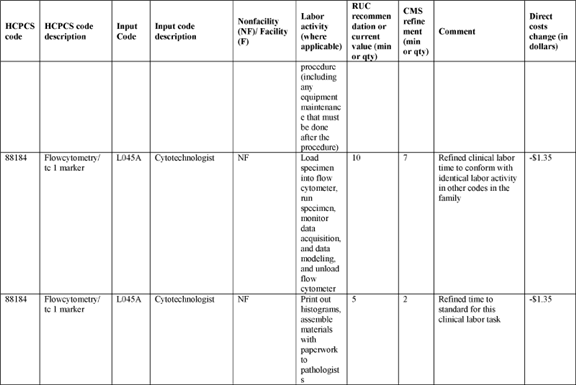 HCPCS code
HCPCS code description
Input Code
Input code description
Nonfacility (NF)/ Facility (F)
Labor activity (where applicable)
RUC recommen dation or current value (min or qty)
CMS refine ment (min or qty)
Comment
Direct costs change (in dollars)
procedure
(including
any
equipment
maintenanc
e that must
be done
after the
procedure)
88184
Flowcytometry/
tc 1 marker
L045A
Cytotechnologist
NF
Load
specimen
into flow
cytometer,
run
specimen,
monitor
data
acquisition,
and data
modeling,
and unload
flow
cytometer
10
7
Refined clinical labor
time to conform with
identical labor activity
in other codes in the
family
-$1.35
88184
Flowcytometry/
tc 1 marker
L045A
Cytotechnologist
NF
Print out
histograms,
assemble
materials
with
paperwork
to
pathologist
s
5
2
Refined time to
standard for this
clinical labor task
-$1.35